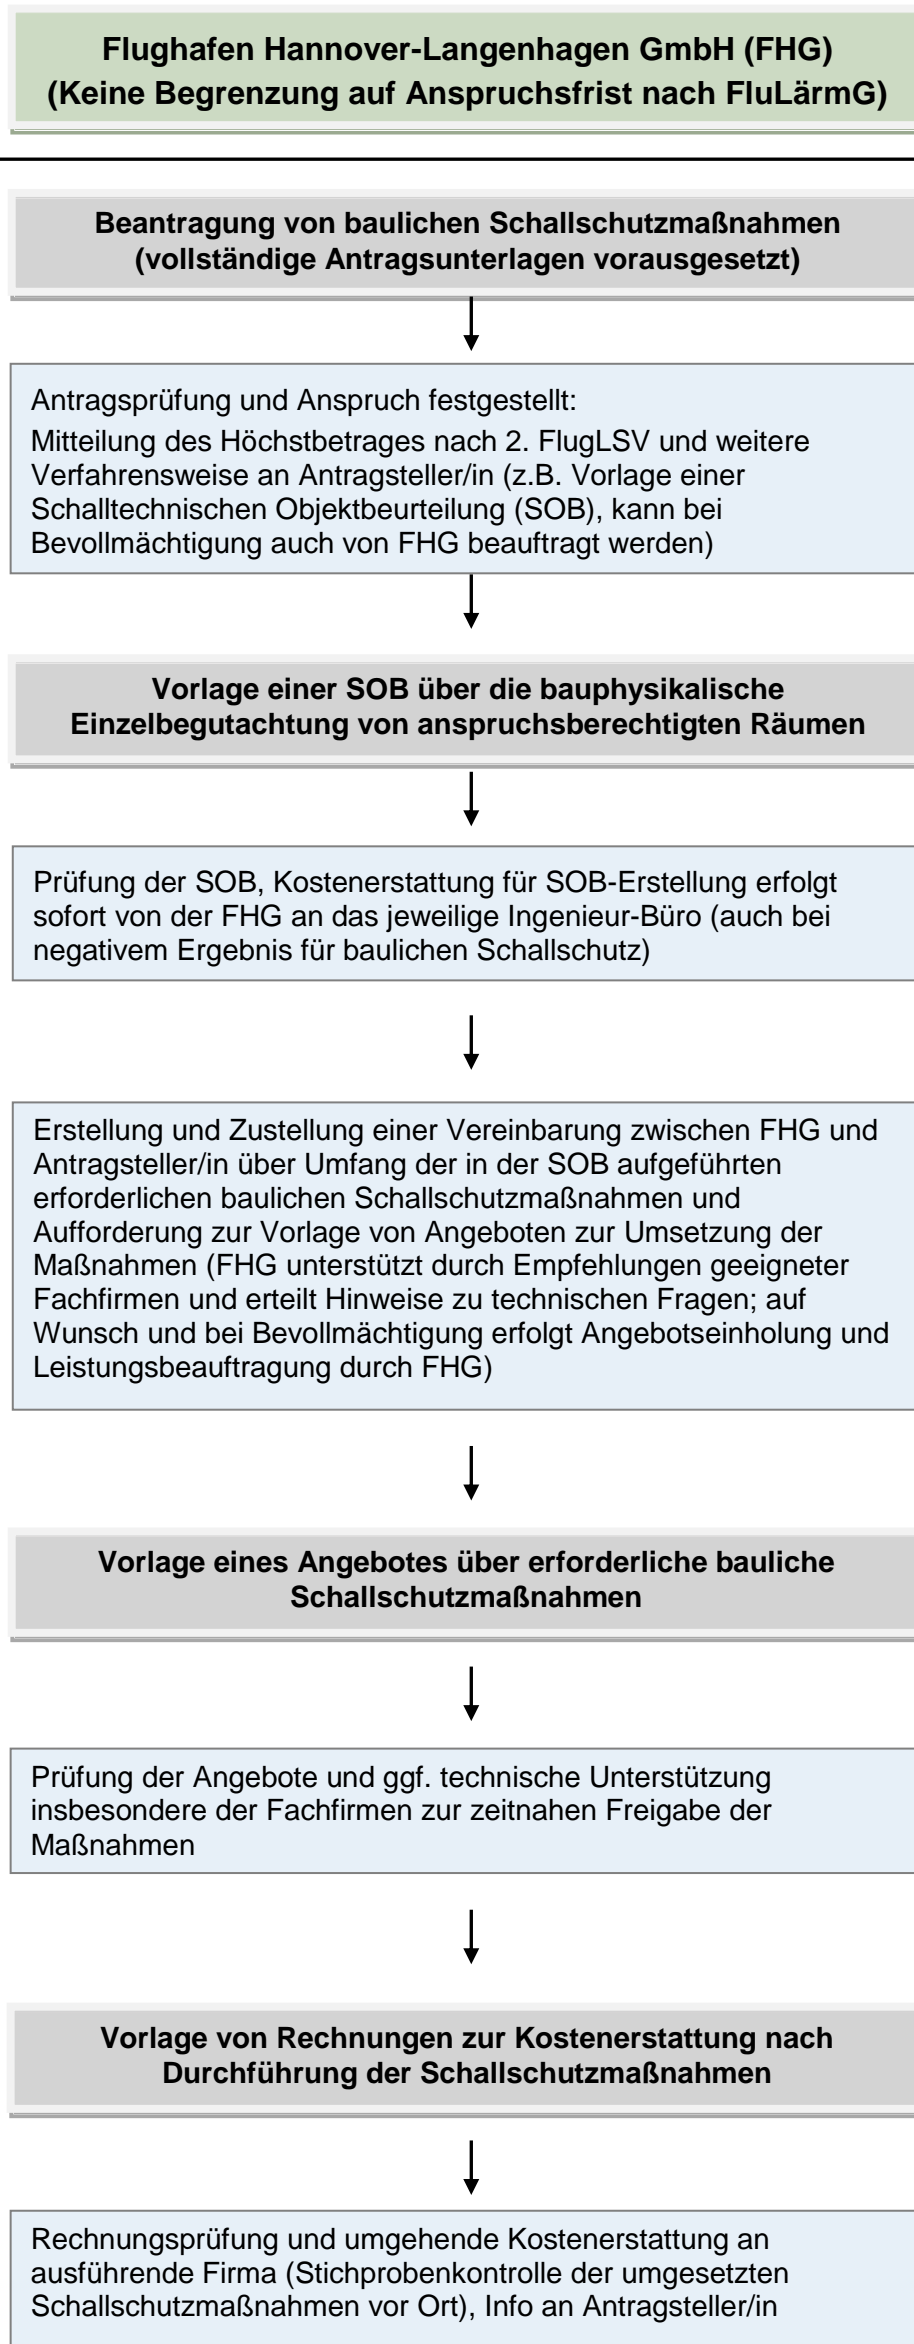 Flughafen Hannover-Langenhagen GmbH (FHG)
(Keine Begrenzung auf Anspruchsfrist nach FluLärmG)
Beantragung von baulichen Schallschutzmaßnahmen
(vollständige Antragsunterlagen vorausgesetzt)
Antragsprüfung und Anspruch festgestellt:
Mitteilung des Höchstbetrages nach 2. FlugLSV und weitere
Verfahrensweise an Antragsteller/in (z.B. Vorlage einer
Schalltechnischen Objektbeurteilung (SOB), kann bei
Bevollmächtigung auch von FHG beauftragt werden)
Vorlage einer SOB über die bauphysikalische
Einzelbegutachtung von anspruchsberechtigten Räumen
Prüfung der SOB, Kostenerstattung für SOB-Erstellung erfolgt
sofort von der FHG an das jeweilige Ingenieur-Büro (auch bei
negativem Ergebnis für baulichen Schallschutz)
Erstellung und Zustellung einer Vereinbarung zwischen FHG und
Antragsteller/in über Umfang der in der SOB aufgeführten
erforderlichen baulichen Schallschutzmaßnahmen und
Aufforderung zur Vorlage von Angeboten zur Umsetzung der
Maßnahmen (FHG unterstützt durch Empfehlungen geeigneter
Fachfirmen und erteilt Hinweise zu technischen Fragen; auf
Wunsch und bei Bevollmächtigung erfolgt Angebotseinholung und
Leistungsbeauftragung durch FHG)
Vorlage eines Angebotes über erforderliche bauliche
Schallschutzmaßnahmen
Prüfung der Angebote und ggf. technische Unterstützung
insbesondere der Fachfirmen zur zeitnahen Freigabe der
Maßnahmen
Vorlage von Rechnungen zur Kostenerstattung nach
Durchführung der Schallschutzmaßnahmen
Rechnungsprüfung und umgehende Kostenerstattung an
ausführende Firma (Stichprobenkontrolle der umgesetzten
Schallschutzmaßnahmen vor Ort), Info an Antragsteller/in